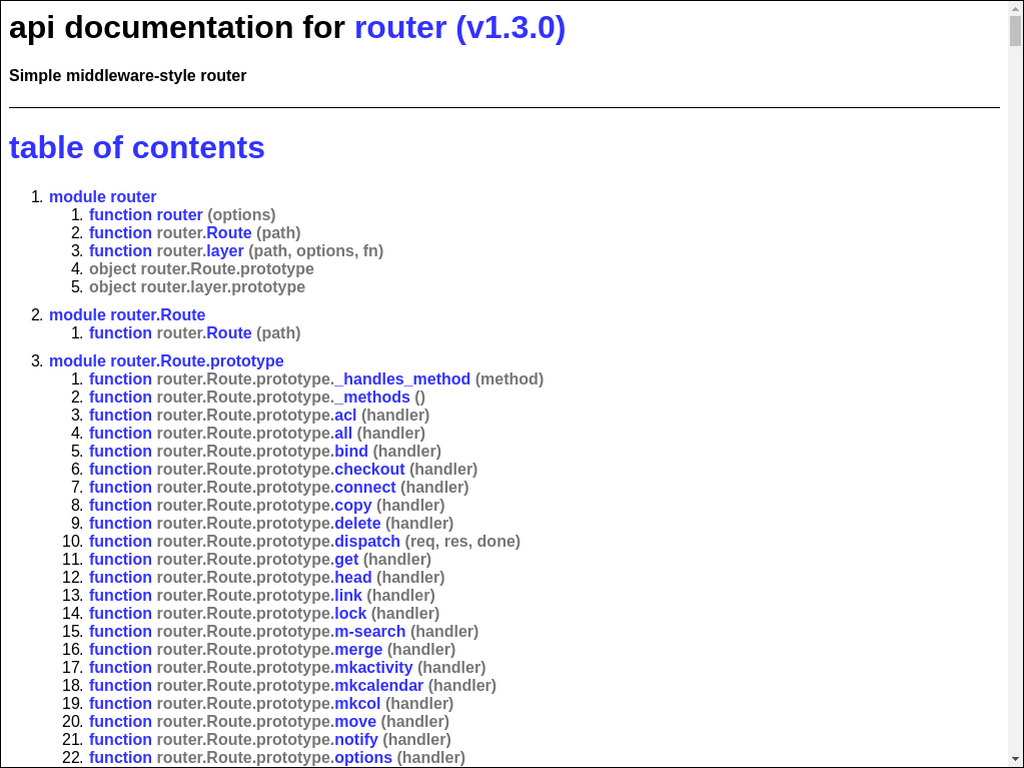 api documentation for router (v1.3.0)
Simple middleware-style router
table of contents
1. module router
1. function router (options)
2. function router.Route (path)
3. function router.layer (path, options, fn)
4. object router.Route.prototype
5. object router.layer.prototype
2. module router.Route
1. function router.Route (path)
3. module router.Route.prototype
1. function router.Route.prototype._handles_method (method)
2. function router.Route.prototype._methods ()
3. function router.Route.prototype.acl (handler)
4. function router.Route.prototype.all (handler)
5. function router.Route.prototype.bind (handler)
6. function router.Route.prototype.checkout (handler)
7. function router.Route.prototype.connect (handler)
8. function router.Route.prototype.copy (handler)
9. function router.Route.prototype.delete (handler)
10. function router.Route.prototype.dispatch (req, res, done)
11. function router.Route.prototype.get (handler)
12. function router.Route.prototype.head (handler)
13. function router.Route.prototype.link (handler)
14. function router.Route.prototype.lock (handler)
15. function router.Route.prototype.m-search (handler)
16. function router.Route.prototype.merge (handler)
17. function router.Route.prototype.mkactivity (handler)
18. function router.Route.prototype.mkcalendar (handler)
19. function router.Route.prototype.mkcol (handler)
20. function router.Route.prototype.move (handler)
21. function router.Route.prototype.notify (handler)
22. function router.Route.prototype.options (handler)